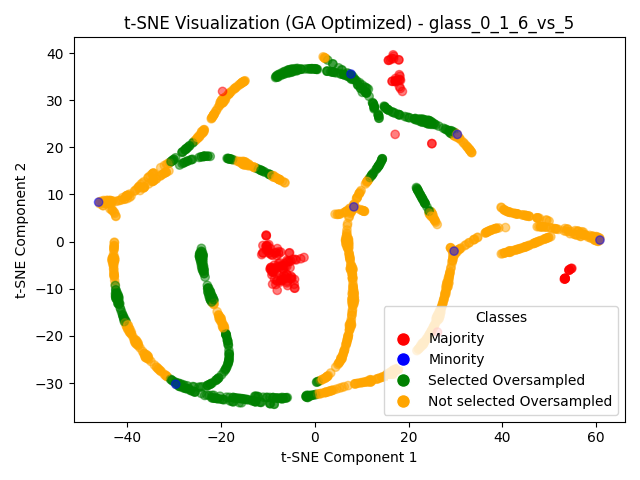 t-SNE Visualization (GA Optimized) - glass_0_1_6_vs_5
t-SNE Component 2
40
30
20
10
0
−10
−20
−30
−40
−20
0
20
40
60
t-SNE Component 1
Classes
Majority
Minority
Selected Oversampled
Not selected Oversampled